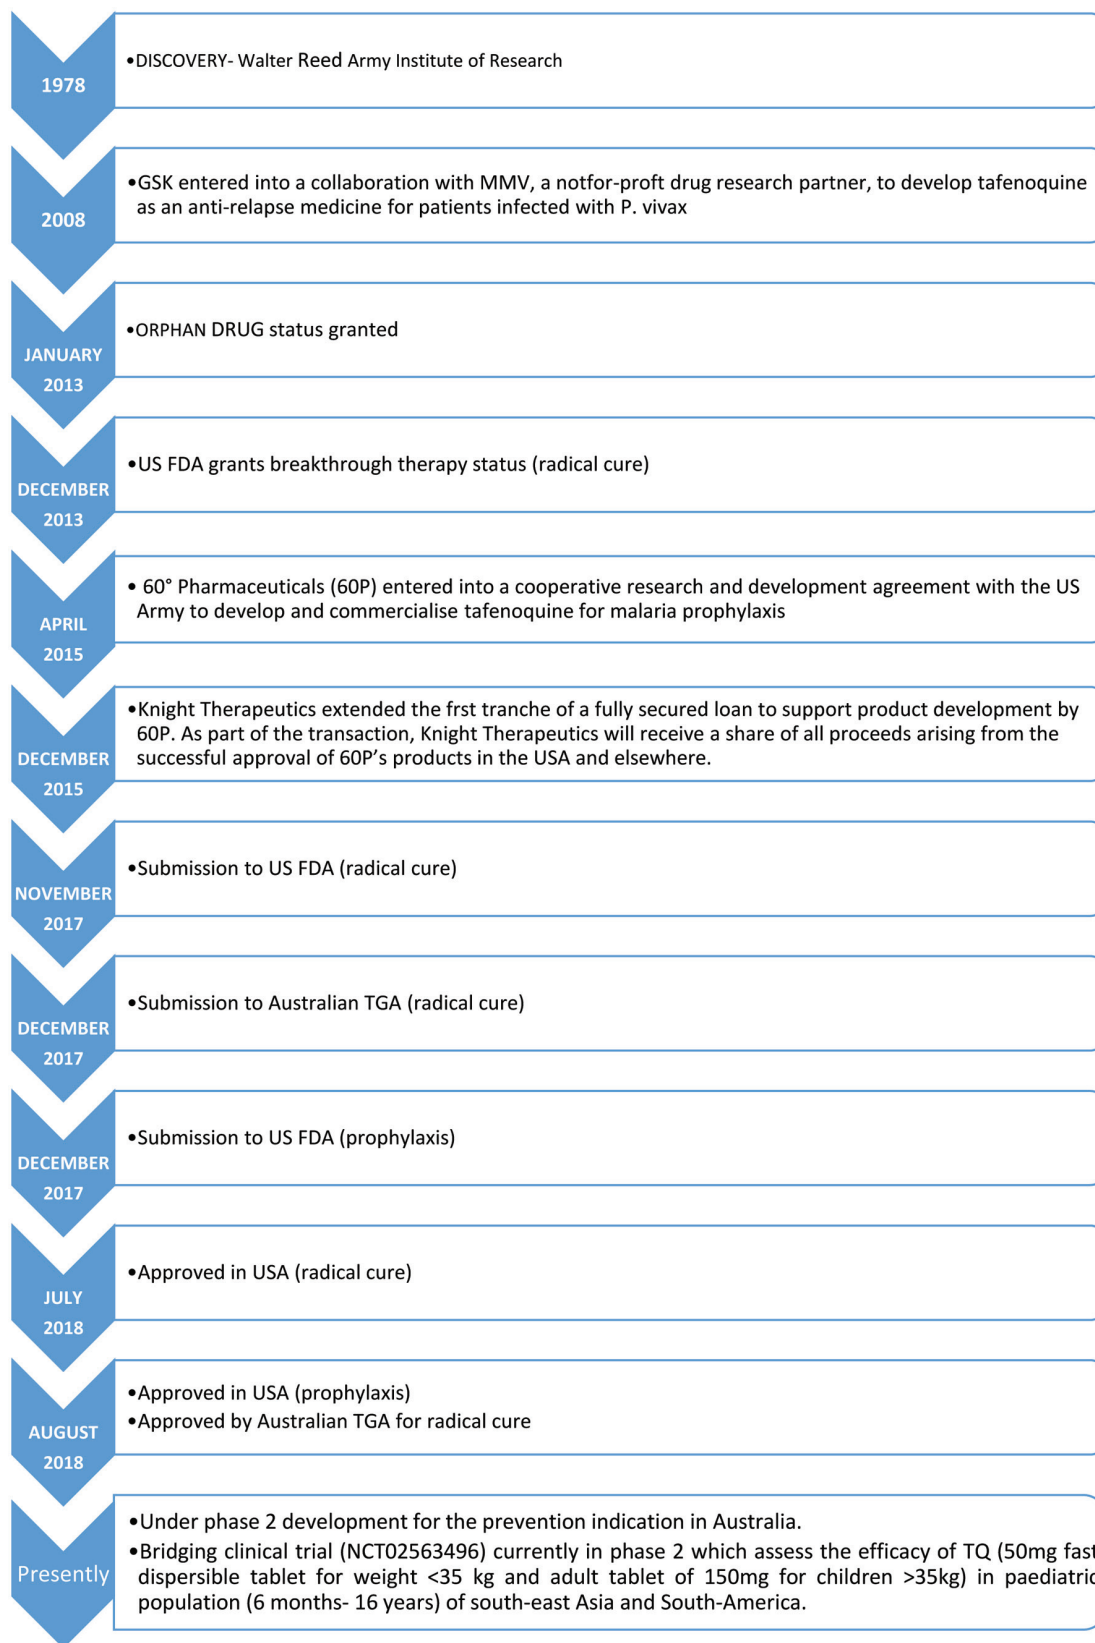 1978
•DISCOVERY- Walter Reed Army Institute of Research
2008
•GSK entered into a collaboration with MMV, a notfor-proft drug research partner, to develop tafenoquine
as an anti-relapse medicine for patients infected with P. vivax
JANUARY
2013
•ORPHAN DRUG status granted
DECEMBER
2013
•US FDA grants breakthrough therapy status (radical cure)
APRIL
2015
• 60° Pharmaceuticals (60P) entered into a cooperative research and development agreement with the US
Army to develop and commercialise tafenoquine for malaria prophylaxis
DECEMBER
2015
•Knight Therapeutics extended the frst tranche of a fully secured loan to support product development by
60P. As part of the transaction, Knight Therapeutics will receive a share of all proceeds arising from the
successful approval of 60P's products in the USA and elsewhere.
NOVEMBER
2017
•Submission to US FDA (radical cure)
DECEMBER
2017
•Submission to Australian TGA (radical cure)
DECEMBER
2017
•Submission to US FDA (prophylaxis)
JULY
2018
•Approved in USA (radical cure)
AUGUST
2018
•Approved in USA (prophylaxis)
•Approved by Australian TGA for radical cure
Presently
•Under phase 2 development for the prevention indication in Australia.
•Bridging clinical trial (NCT02563496) currently in phase 2 which assess the efficacy of TQ (50mg fast
dispersible tablet for weight <35 kg and adult tablet of 150mg for children >35kg) in paediatric
population (6 months- 16 years) of south-east Asia and South-America.